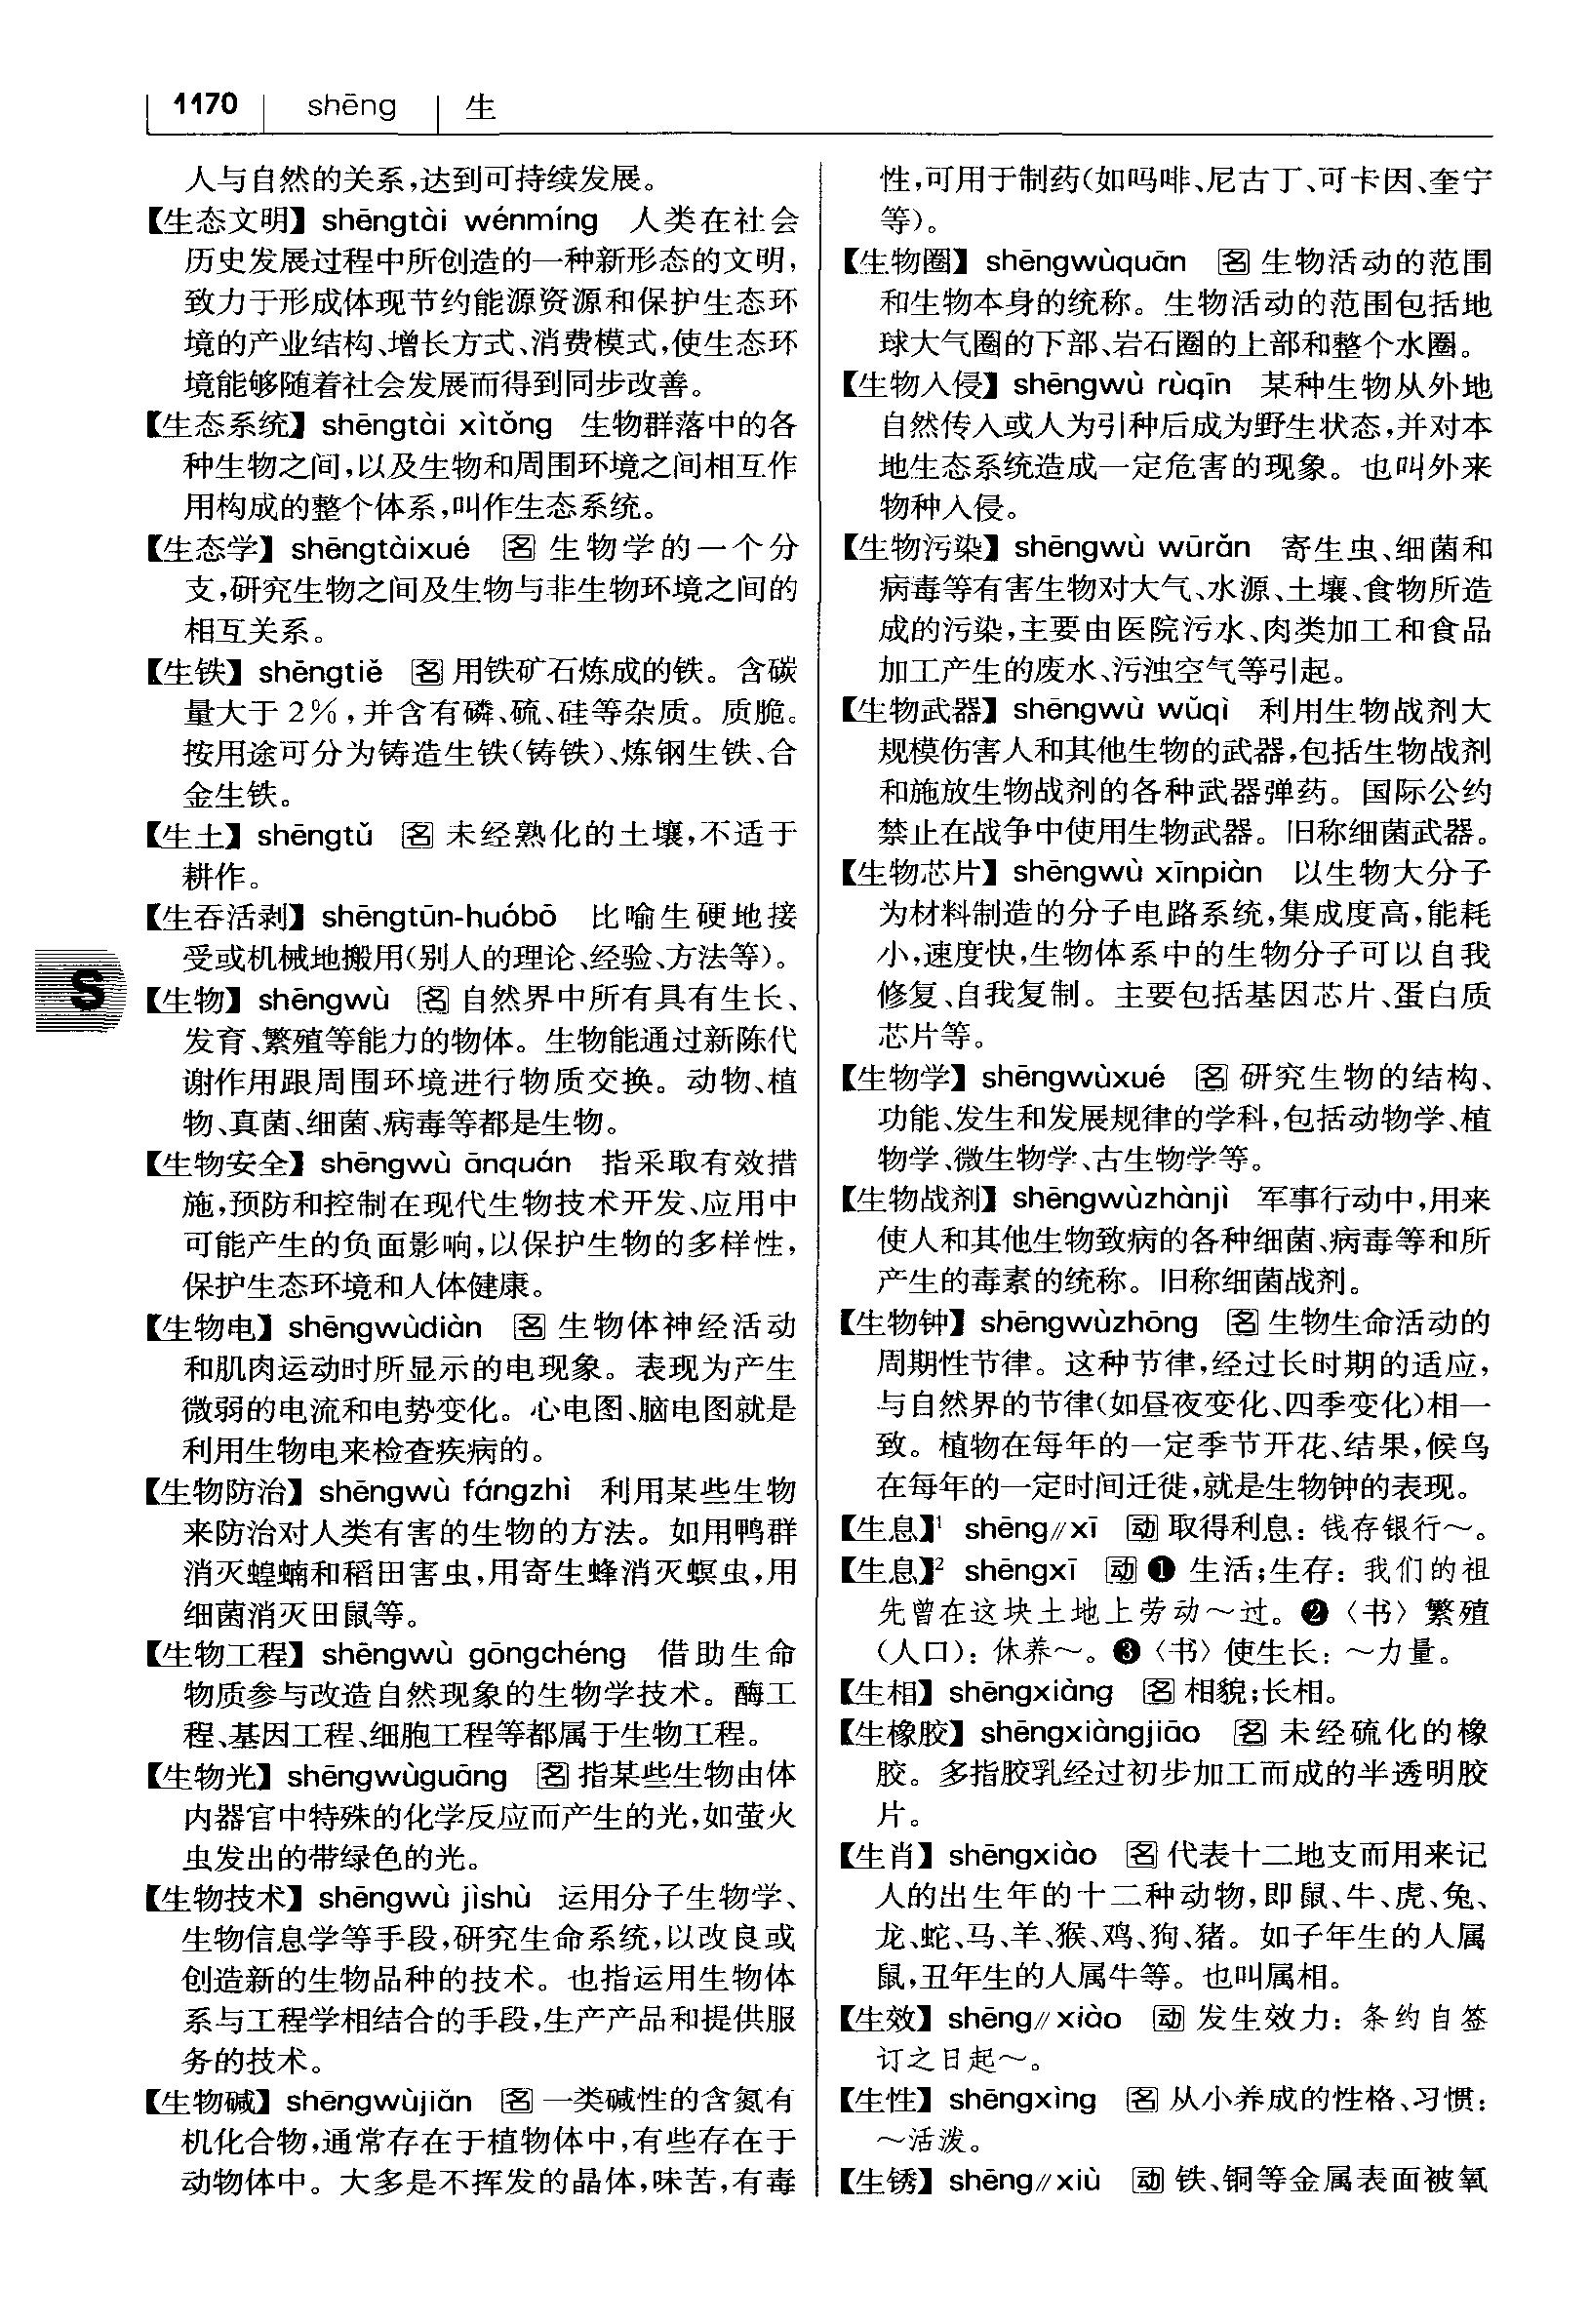 1170 shēng 生
人与自然的关系,达到可持续发展。
【生态文明】 shēngtài wénmíng 人类在社会
历史发展过程中所创造的一种新形态的文明,
致力于形成体现节约能源资源和保护生态环
境的产业结构、增长方式、消费模式,使生态环
境能够随着社会发展而得到同步改善。
【生态系统】 shēngtài xìtǒng 生物群落中的各
种生物之间,以及生物和周围环境之间相互作
用构成的整个体系,叫作生态系统。
【生态学】 shēngtàixué 名 生物学的一个分
支,研究生物之间及生物与非生物环境之间的
相互关系。
【生铁】 shēngtiě 名 用铁矿石炼成的铁。含碳
量大于 2%,并含有磷、硫、硅等杂质。质脆。
按用途可分为铸造生铁(铸铁)、炼钢生铁、合
金生铁。
【生土】 shēngtǔ 名 未经熟化的土壤,不适于
耕作。
【生吞活剥】 shēngtūn-huóbō 比喻生硬地接
受或机械地搬用(别人的理论、经验、方法等)。
【生物】 shēngwù 名 自然界中所有具有生长、
发育、繁殖等能力的物体。生物能通过新陈代
谢作用跟周围环境进行物质交换。动物、植
物、真菌、细菌、病毒等都是生物。
【生物安全】 shēngwù ānquán 指采取有效措
施,预防和控制在现代生物技术开发、应用中
可能产生的负面影响,以保护生物的多样性,
保护生态环境和人体健康。
【生物电】 shēngwùdiàn 名 生物体神经活动
和肌肉运动时所显示的电现象。表现为产生
微弱的电流和电势变化。心电图、脑电图就是
利用生物电来检查疾病的。
【生物防治】 shēngwù fángzhì 利用某些生物
来防治对人类有害的生物的方法。如用鸭群
消灭蝗蝻和稻田害虫,用寄生蜂消灭螟虫,用
细菌消灭田鼠等。
【生物工程】 shēngwù gōngchéng 借助生命
物质参与改造自然现象的生物学技术。酶工
程、基因工程、细胞工程等都属于生物工程。
【生物光】 shēngwùguāng 名 指某些生物由体
内器官中特殊的化学反应而产生的光,如萤火
虫发出的带绿色的光。
【生物技术】 shēngwù jìshù 运用分子生物学、
生物信息学等手段,研究生命系统,以改良或
创造新的生物品种的技术。也指运用生物体
系与工程学相结合的手段,生产产品和提供服
务的技术。
【生物碱】 shēngwùjiǎn 名 一类碱性的含氮有
机化合物,通常存在于植物体中,有些存在于
动物体中。大多是不挥发的晶体,味苦,有毒
S
性,可用于制药(如吗啡、尼古丁、可卡因、奎宁
等)。
【生物圈】 shēngwùquān 名 生物活动的范围
和生物本身的统称。生物活动的范围包括地
球大气圈的下部、岩石圈的上部和整个水圈。
【生物入侵】 shēngwù rùqīn 某种生物从外地
自然传入或人为引种后成为野生状态,并对本
地生态系统造成一定危害的现象。也叫外来
物种入侵。
【生物污染】 shēngwù wūrǎn 寄生虫、细菌和
病毒等有害生物对大气、水源、土壤、食物所造
成的污染,主要由医院污水、肉类加工和食品
加工产生的废水、污浊空气等引起。
【生物武器】 shēngwù wǔqì 利用生物战剂大
规模伤害人和其他生物的武器,包括生物战剂
和施放生物战剂的各种武器弹药。国际公约
禁止在战争中使用生物武器。旧称细菌武器。
【生物芯片】 shēngwù xīnpiàn 以生物大分子
为材料制造的分子电路系统,集成度高,能耗
小,速度快,生物体系中的生物分子可以自我
修复、自我复制。主要包括基因芯片、蛋白质
芯片等。
【生物学】 shēngwùxué 名 研究生物的结构、
功能、发生和发展规律的学科,包括动物学、植
物学、微生物学、古生物学等。
【生物战剂】 shēngwùzhànjì 军事行动中,用来
使人和其他生物致病的各种细菌、病毒等和所
产生的毒素的统称。旧称细菌战剂。
【生物钟】 shēngwùzhōng 名 生物生命活动的
周期性节律。这种节律,经过长时期的适应,
与自然界的节律(如昼夜变化、四季变化)相一
致。植物在每年的一定季节开花、结果,候鸟
在每年的一定时间迁徙,就是生物钟的表现。
【生息】¹ shēng//xī 动 取得利息:钱存银行～。
【生息】² shēngxī 动 ❶ 生活;生存:我们的祖
先曾在这块土地上劳动～过。❷〈书〉繁殖
(人口):休养～。❸〈书〉使生长:～力量。
【生相】 shēngxiàng 名 相貌;长相。
【生橡胶】 shēngxiàngjiāo 名 未经硫化的橡
胶。多指胶乳经过初步加工而成的半透明胶
片。
【生肖】 shēngxiào 名 代表十二地支而用来记
人的出生年的十二种动物,即鼠、牛、虎、兔、
龙、蛇、马、羊、猴、鸡、狗、猪。如子年生的人属
鼠,丑年生的人属牛等。也叫属相。
【生效】 shēng//xiào 动 发生效力:条约自签
订之日起～。
【生性】 shēngxìng 名 从小养成的性格、习惯:
～活泼。
【生锈】 shēng//xiù 动 铁、铜等金属表面被氧